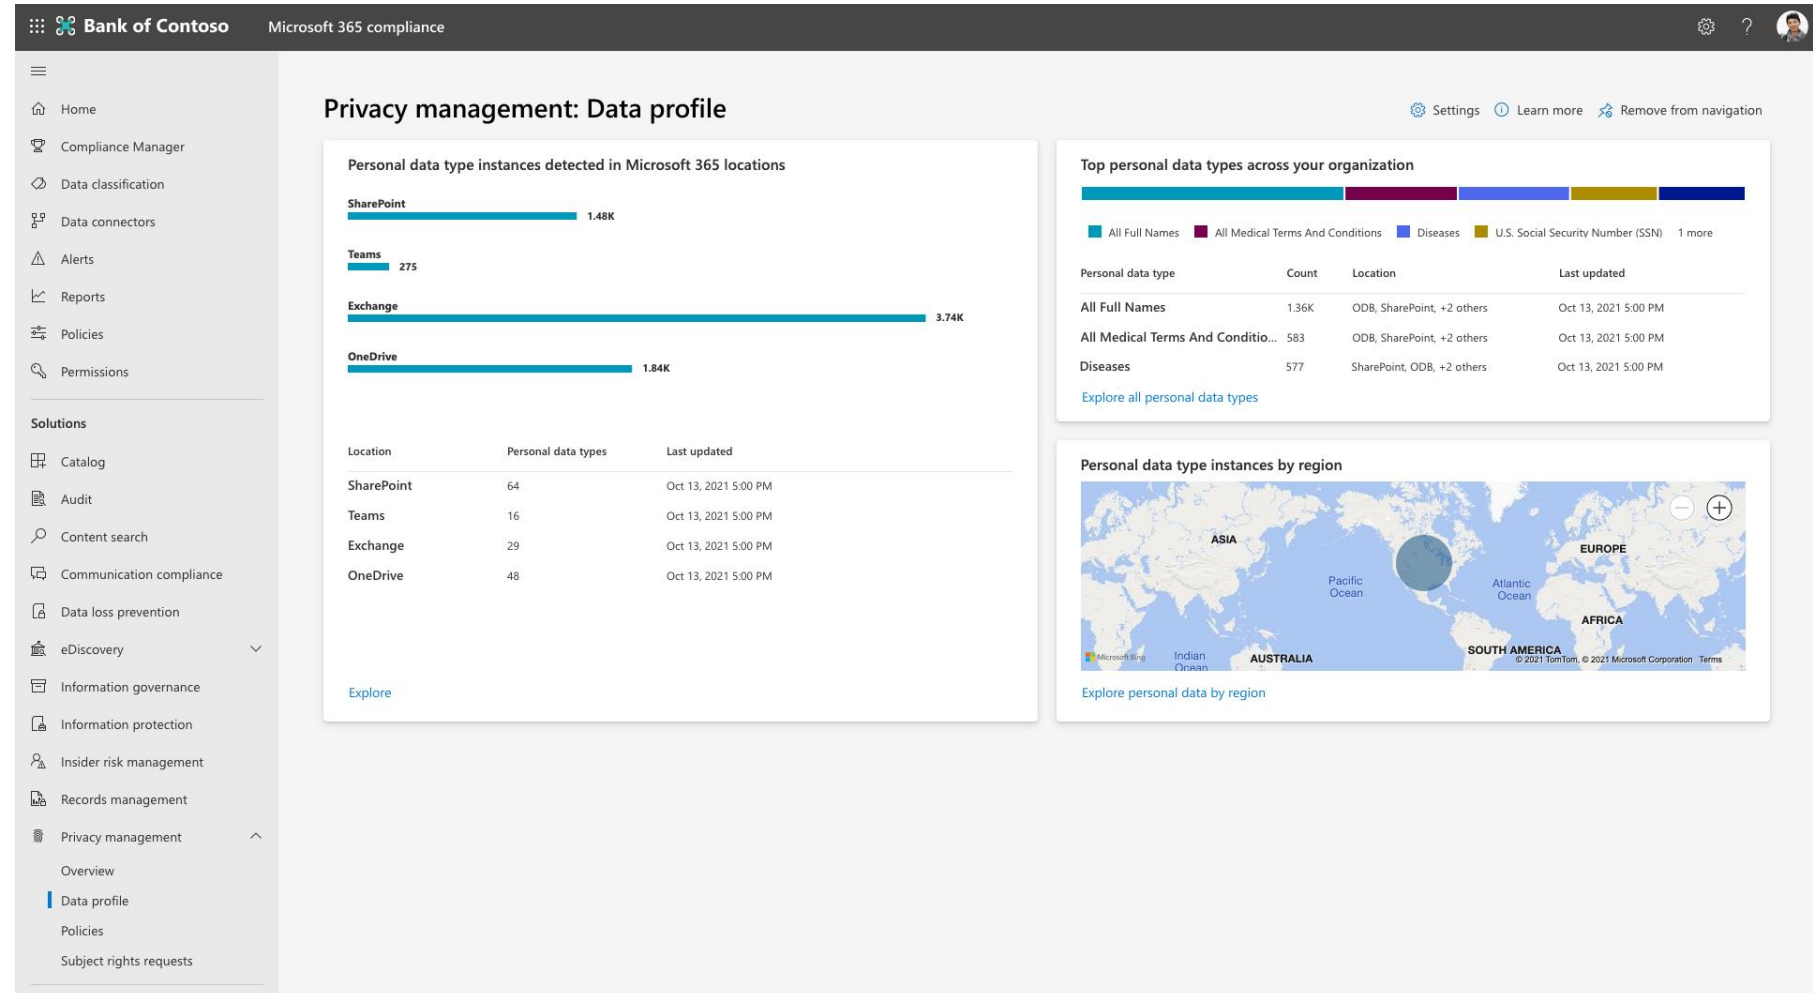 Bank of Contoso
Microsoft 365 compliance
?
Home
Compliance Manager
Data classification
Data connectors
Alerts
Reports
Policies
Permissions
Solutions
Catalog
Audit
Content search
Communication compliance
Data loss prevention
eDiscovery
Information governance
Information protection
Insider risk management
Records management
Privacy management
Overview
Data profile
Policies
Subject rights requests
Privacy management: Data profile
Settings
Learn more
Remove from navigation
Personal data type instances detected in Microsoft 365 locations
SharePoint
1.48K
Teams
275
Exchange
3.74K
OneDrive
1.84K
Location Personal data types Last updated
SharePoint 64 Oct 13, 2021 5:00 PM
Teams 16 Oct 13, 2021 5:00 PM
Exchange 29 Oct 13, 2021 5:00 PM
OneDrive 48 Oct 13, 2021 5:00 PM
Explore
Top personal data types across your organization
All Full Names All Medical Terms And Conditions Diseases U.S. Social Security Number (SSN) 1 more
Personal data type Count Location Last updated
All Full Names 1.36K ODB, SharePoint, +2 others Oct 13, 2021 5:00 PM
All Medical Terms And Conditio... 583 ODB, SharePoint, +2 others Oct 13, 2021 5:00 PM
Diseases 577 SharePoint, ODB, +2 others Oct 13, 2021 5:00 PM
Explore all personal data types
Personal data type instances by region
ASIA
EUROPE
Pacific
Ocean
Atlantic
Ocean
AFRICA
SOUTH AMERICA
Indian
Ocean
AUSTRALIA
Microsoft Bing
© 2021 TomTom, © 2021 Microsoft Corporation Terms
Explore personal data by region